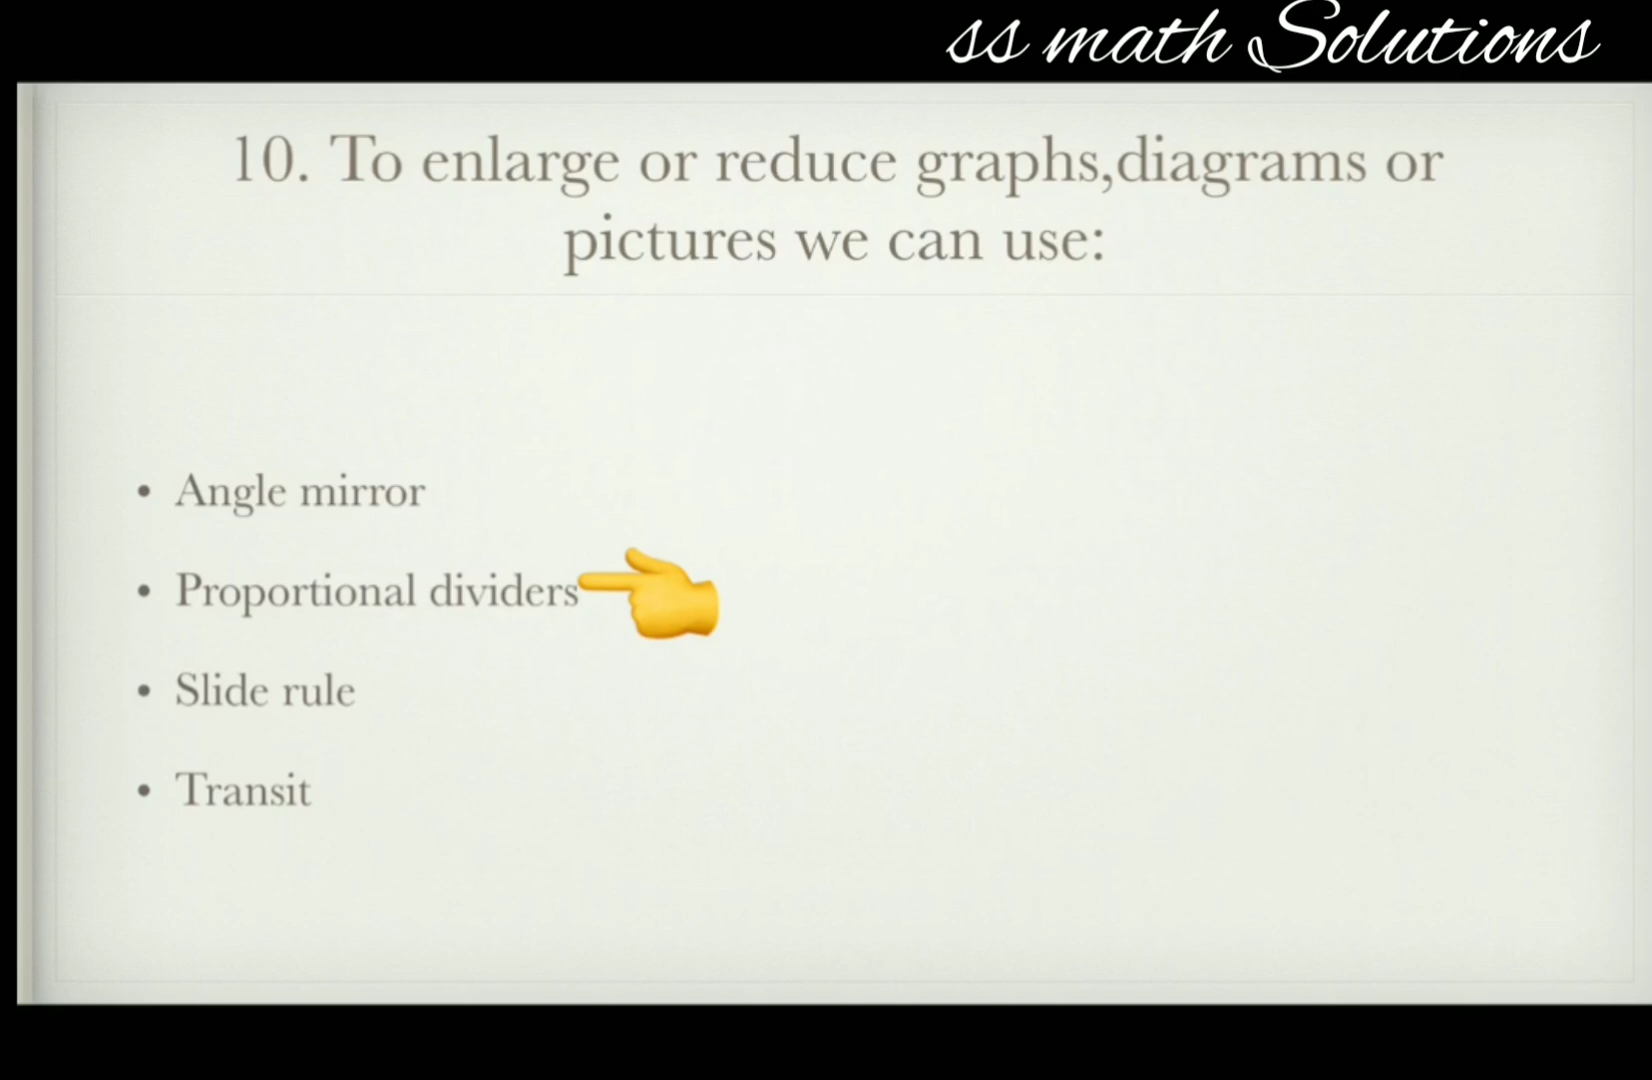 ss math Solutions
10. To enlarge or reduce graphs,diagrams or
pictures we can use:
• Angle mirror
• Proportional dividers
• Slide rule
• Transit